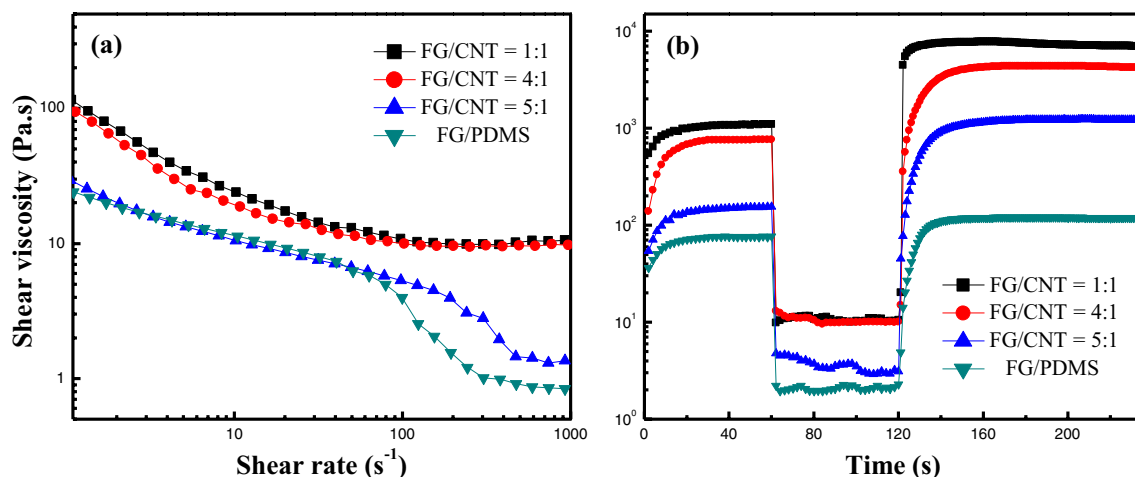 (a)
FG/CNT = 1:1
FG/CNT = 4:1
FG/CNT = 5:1
FG/PDMS
100
10
1
10
100
1000
Shear viscosity (Pa.s)
Shear rate (s⁻¹)
(b)
10⁴
10³
10²
10¹
10⁰
FG/CNT = 1:1
FG/CNT = 4:1
FG/CNT = 5:1
FG/PDMS
0
40
80
120
160
200
Time (s)